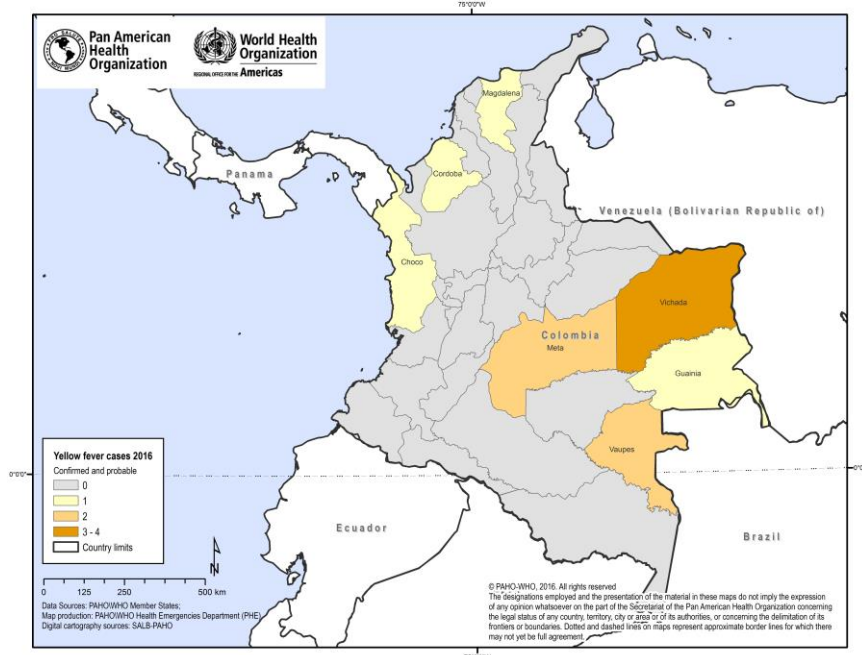 75°0'0"W
Pan American
Health
Organization
World Health
Organization
REGIONAL OFFICE FOR THE Americas
Magdalena
Panama
Cordoba
Venezuela (Bolivarian Republic of)
Choco
Vichada
Colombia
Meta
Guainia
Vaupes
Yellow fever cases 2016
Confirmed and probable
0
1
2
3 - 4
Country limits
0°0'0"
Ecuador
Brazil
N
0 125 250 500 km
Data Sources: PAHO\WHO Member States;
Map production: PAHO\WHO Health Emergencies Department (PHE)
Digital cartography sources: SALB-PAHO
© PAHO-WHO, 2016. All rights reserved
The designations employed and the presentation of the material in these maps do not imply the expression
of any opinion whatsoever on the part of the Secretariat of the Pan American Health Organization concerning
the legal status of any country, territory, city or area or of its authorities, or concerning the delimitation of its
frontiers or boundaries. Dotted and dashed lines on maps represent approximate border lines for which there
may not yet be full agreement.